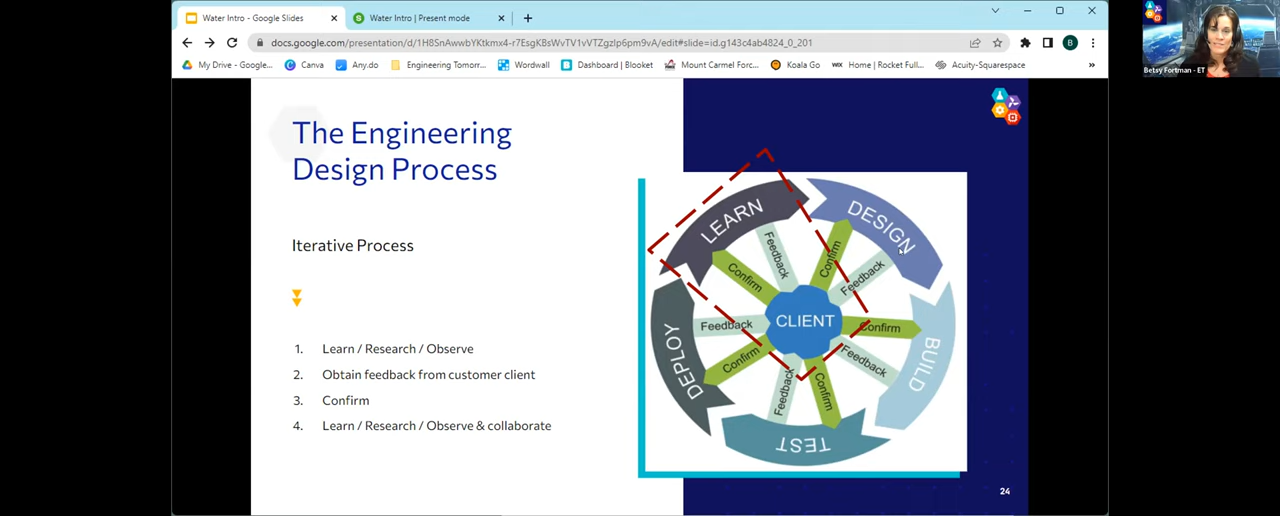 Water Intro - Google Slides
Water Intro | Present mode
docs.google.com/presentation/d/1H8SnAwwbYKtkmx4-r7EsgKBsWvTV1vVTZgzlp6pm9vA/edit#slide=id.g143c4ab4824_0_201
B
My Drive - Google...
Canva
Any.do
Engineering Tomorr...
Wordwall
Dashboard | Blooket
Mount Carmel Forc...
Koala Go
WIX
Home | Rocket Full...
Acuity-Squarespace
»
Betsy Fortman - ET
The Engineering
Design Process
Iterative Process
1. Learn / Research / Observe
2. Obtain feedback from customer client
3. Confirm
4. Learn / Research / Observe & collaborate
LEARN
DESIGN
BUILD
TEST
DEPLOY
CLIENT
Feedback
Confirm
Feedback
Confirm
Feedback
Confirm
Feedback
Confirm
Feedback
Confirm
24